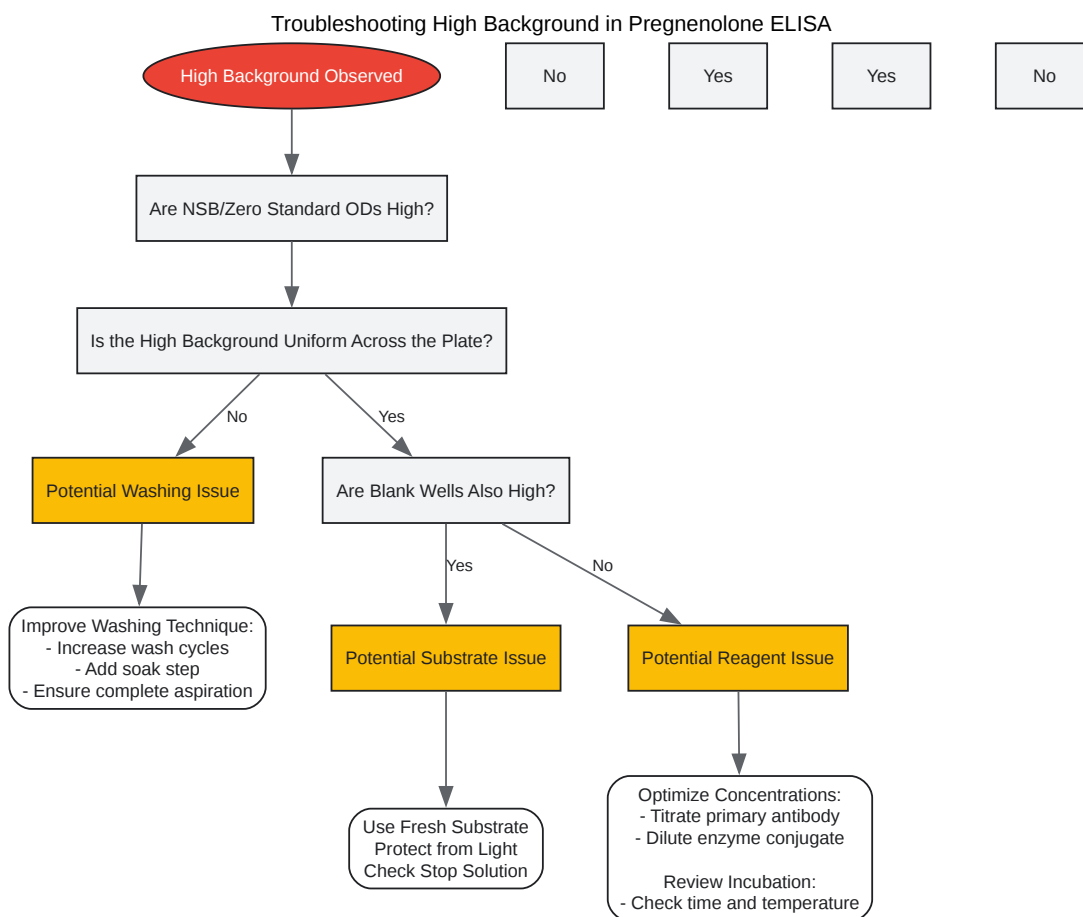 Troubleshooting High Background in Pregnenolone ELISA
High Background Observed
No
Yes
Yes
No
Are NSB/Zero Standard ODs High?
Is the High Background Uniform Across the Plate?
No
Yes
Potential Washing Issue
Are Blank Wells Also High?
Yes
No
Improve Washing Technique:
- Increase wash cycles
- Add soak step
- Ensure complete aspiration
Potential Substrate Issue
Potential Reagent Issue
Use Fresh Substrate
Protect from Light
Check Stop Solution
Optimize Concentrations:
- Titrate primary antibody
- Dilute enzyme conjugate
Review Incubation:
- Check time and temperature